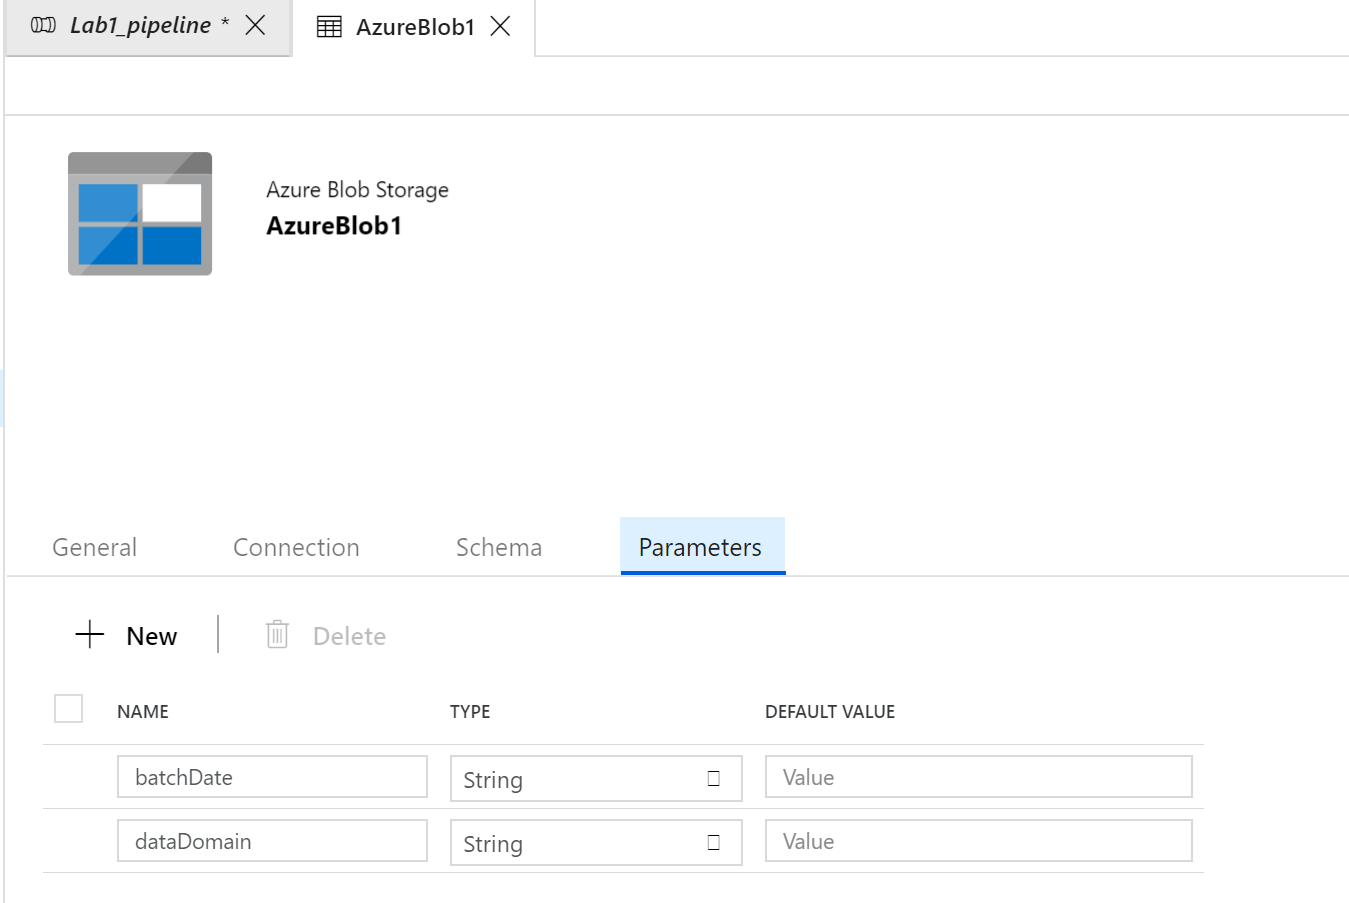 Lab1_pipeline * AzureBlob1
Azure Blob Storage
AzureBlob1
General Connection Schema Parameters
New Delete
NAME TYPE DEFAULT VALUE
batchDate String Value
dataDomain String Value